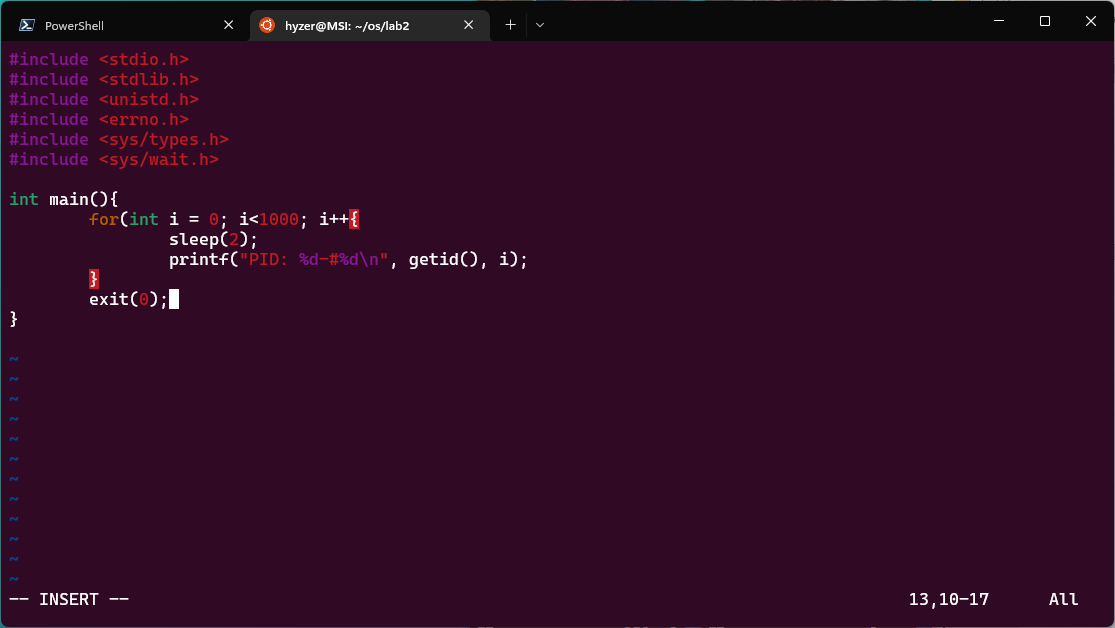 PowerShell
hyzer@MSI: ~/os/lab2
#include <stdio.h>
#include <stdlib.h>
#include <unistd.h>
#include <errno.h>
#include <sys/types.h>
#include <sys/wait.h>
int main(){
for(int i = 0; i<1000; i++{
sleep(2);
printf("PID: %d-#%d\n", getid(), i);
}
exit(0);
}
~
~
~
~
~
~
~
~
~
~
~
~
-- INSERT --
13,10-17
All